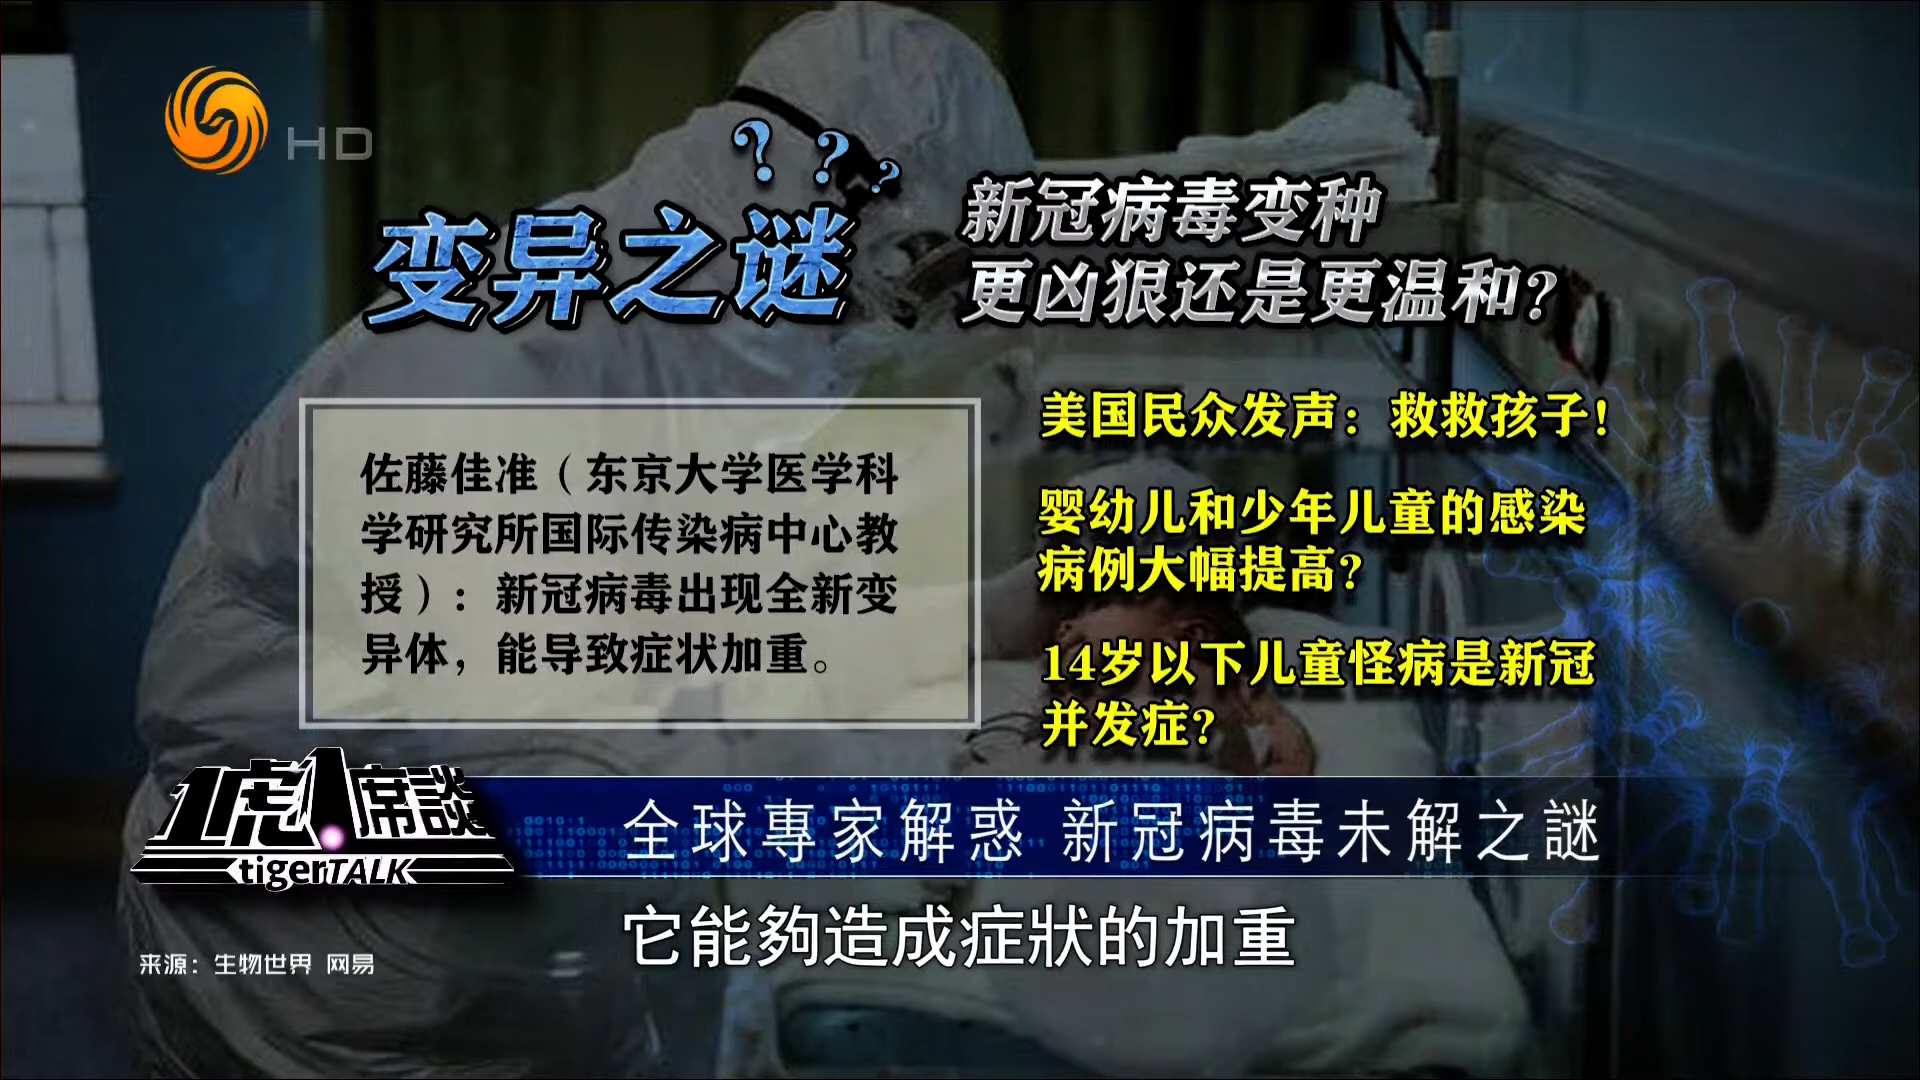 HD
? ? ?
变异之谜
新冠病毒变种
更凶狠还是更温和?
佐藤佳准（东京大学医学科
学研究所国际传染病中心教
授）：新冠病毒出现全新变
异体，能导致症状加重。
美国民众发声：救救孩子！
婴幼儿和少年儿童的感染
病例大幅提高？
14岁以下儿童怪病是新冠
并发症？
1虎1席談
tigerTALK
全球專家解惑 新冠病毒未解之謎
它能夠造成症狀的加重
来源：生物世界 网易